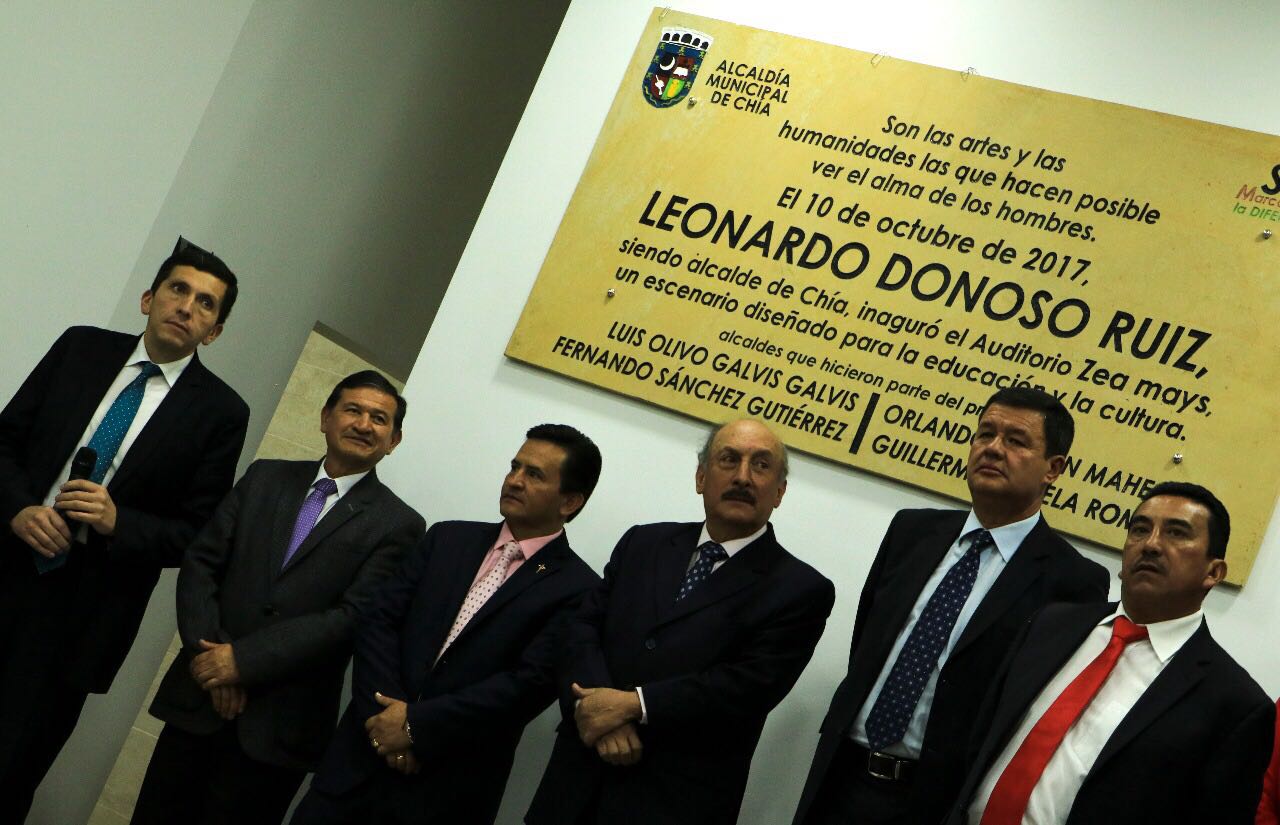 ALCALDÍA
MUNICIPAL
DE CHÍA
Son las artes y las
humanidades las que hacen posible
ver el alma de los hombres.
El 10 de octubre de 2017,
LEONARDO DONOSO RUIZ,
siendo alcalde de Chía, inaguró el Auditorio Zea mays,
un escenario diseñado para la educación y la cultura.
alcaldes que hicieron parte del
LUIS OLIVO GALVIS GALVIS
FERNANDO SÁNCHEZ GUTIÉRREZ
la